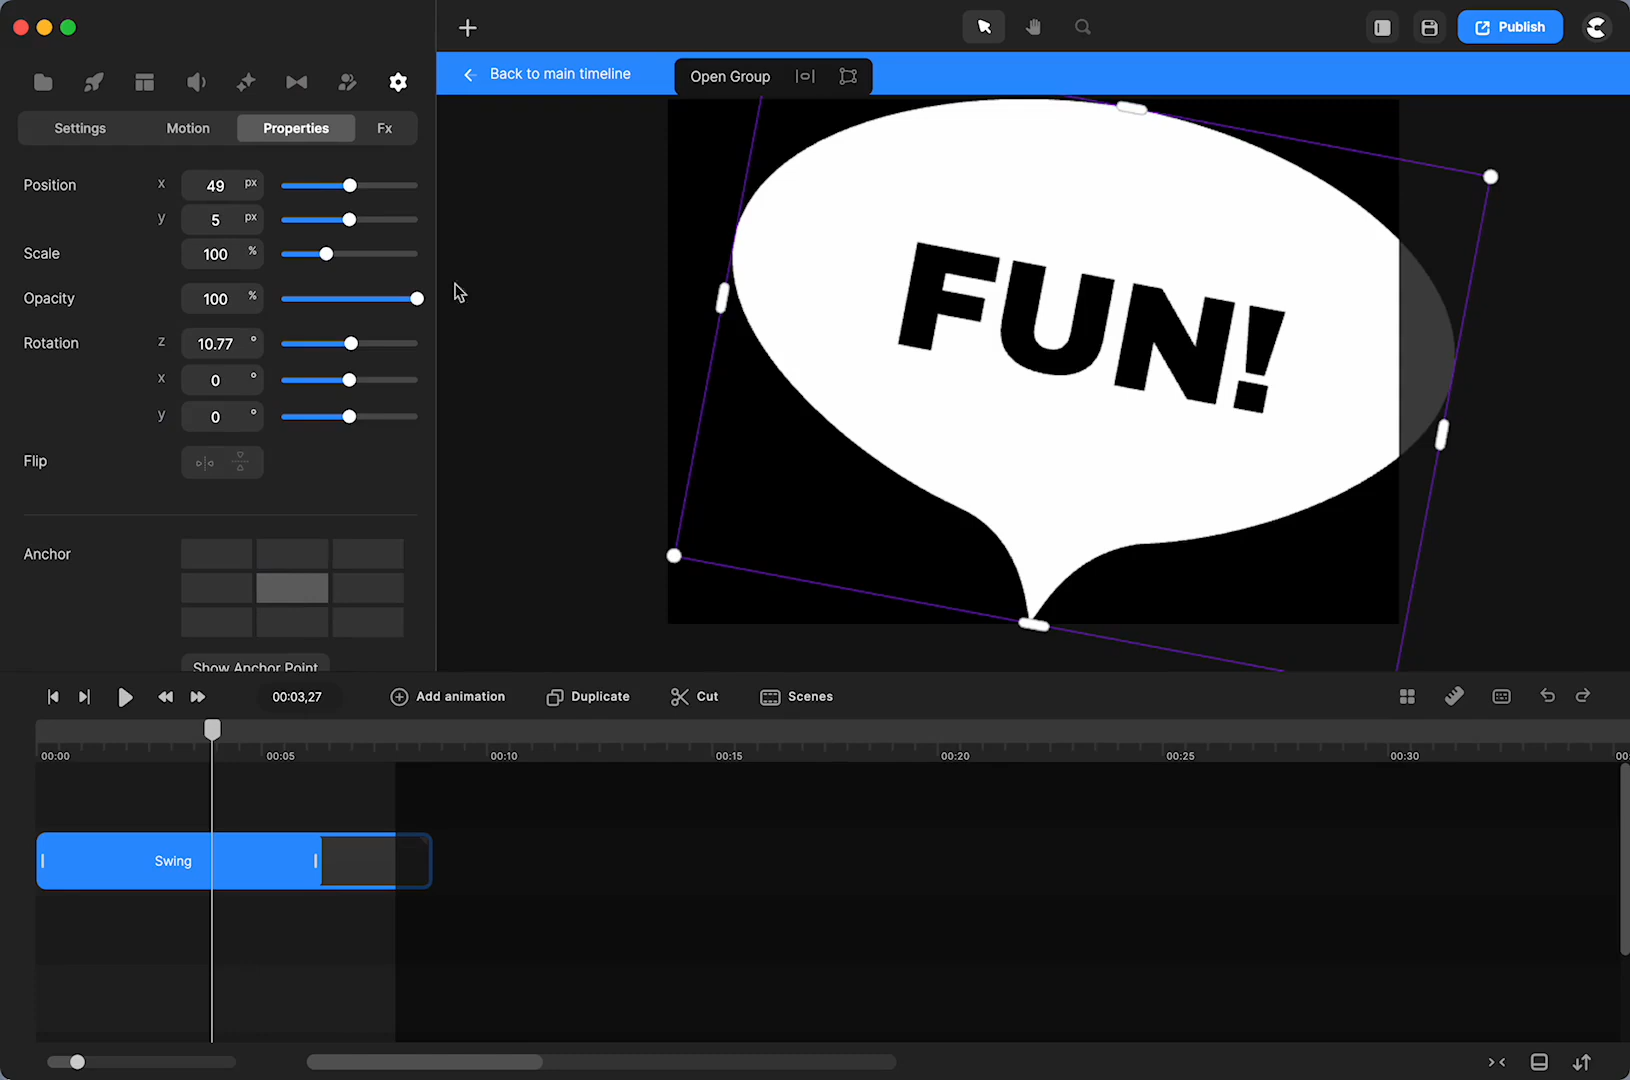 Publish
Back to main timeline
Open Group
Settings Motion Properties Fx
Position x 49 px
y 5 px
Scale 100 %
Opacity 100 %
Rotation z 10.77 °
x 0 °
y 0 °
Flip
Anchor
Show Anchor Point
FUN!
00:03,27 Add animation Duplicate Cut Scenes
00:00 00:05 00:10 00:15 00:20 00:25 00:30 00:
Swing